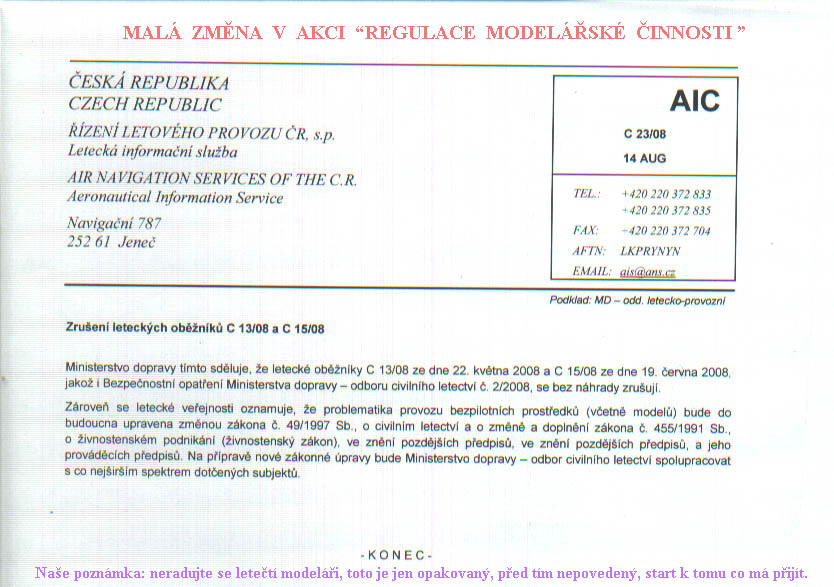 MALÁ ZMĚNA V AKCI “REGULACE MODELÁŘSKÉ ČINNOSTI”
ČESKÁ REPUBLIKA
CZECH REPUBLIC
ŘÍZENÍ LETOVÉHO PROVOZU ČR, s.p.
Letecká informační služba
AIR NAVIGATION SERVICES OF THE C.R.
Aeronautical Information Service
Navigační 787
252 61 Jeneč
AIC
C 23/08
14 AUG
TEL.: +420 220 372 833
+420 220 372 835
FAX: +420 220 372 704
AFTN: LKPRYNYN
EMAIL: ais@ans.cz
Podklad: MD – odd. letecko-provozní
Zrušení leteckých oběžníků C 13/08 a C 15/08
Ministerstvo dopravy tímto sděluje, že letecké oběžníky C 13/08 ze dne 22. května 2008 a C 15/08 ze dne 19. června 2008,
jakož i Bezpečnostní opatření Ministerstva dopravy – odboru civilního letectví č. 2/2008, se bez náhrady zrušují.
Zároveň se letecké veřejnosti oznamuje, že problematika provozu bezpilotních prostředků (včetně modelů) bude do
budoucna upravena změnou zákona č. 49/1997 Sb., o civilním letectví a o změně a doplnění zákona č. 455/1991 Sb.,
o živnostenském podnikání (živnostenský zákon), ve znění pozdějších předpisů, ve znění pozdějších předpisů, a jeho
prováděcích předpisů. Na přípravě nové zákonné úpravy bude Ministerstvo dopravy – odbor civilního letectví spolupracovat
s co nejširším spektrem dotčených subjektů.
- K O N E C -
Naše poznámka: neradujte se letečtí modeláři, toto je jen opakovaný, před tím nepovedený, start k tomu co má přijít.